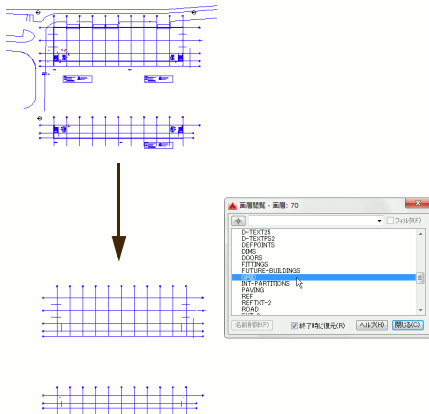 画層閲覧 - 画層: 70
フィルタ(F)
D-TEXT25
D-TEXTPS2
DEFPOINTS
DIMS
DOORS
FITTINGS
FUTURE-BUILDINGS
GRID
INT-PARTITIONS
PAVING
REF
REFTXT-2
ROAD
名前削除(P)
終了時に復元(R)
ヘルプ(H)
閉じる(C)